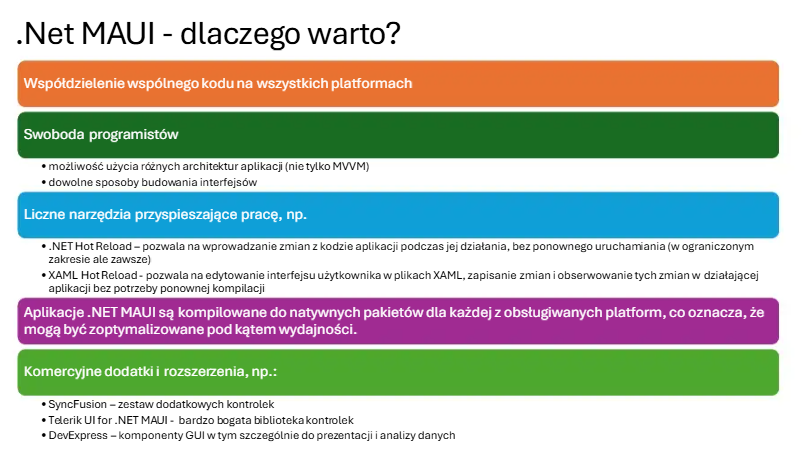 .Net MAUI - dlaczego warto?
Współdzielenie wspólnego kodu na wszystkich platformach
Swoboda programistów
• możliwość użycia różnych architektur aplikacji (nie tylko MVVM)
• dowolne sposoby budowania interfejsów
Liczne narzędzia przyspieszające pracę, np.
• .NET Hot Reload – pozwala na wprowadzanie zmian z kodzie aplikacji podczas jej działania, bez ponownego uruchamiania (w ograniczonym
zakresie ale zawsze)
• XAML Hot Reload - pozwala na edytowanie interfejsu użytkownika w plikach XAML, zapisanie zmian i obserwowanie tych zmian w działającej
aplikacji bez potrzeby ponownej kompilacji
Aplikacje .NET MAUI są kompilowane do natywnych pakietów dla każdej z obsługiwanych platform, co oznacza, że
mogą być zoptymalizowane pod kątem wydajności.
Komercyjne dodatki i rozszerzenia, np.:
• SyncFusion – zestaw dodatkowych kontrolek
• Telerik UI for .NET MAUI - bardzo bogata biblioteka kontrolek
• DevExpress – komponenty GUI w tym szczególnie do prezentacji i analizy danych